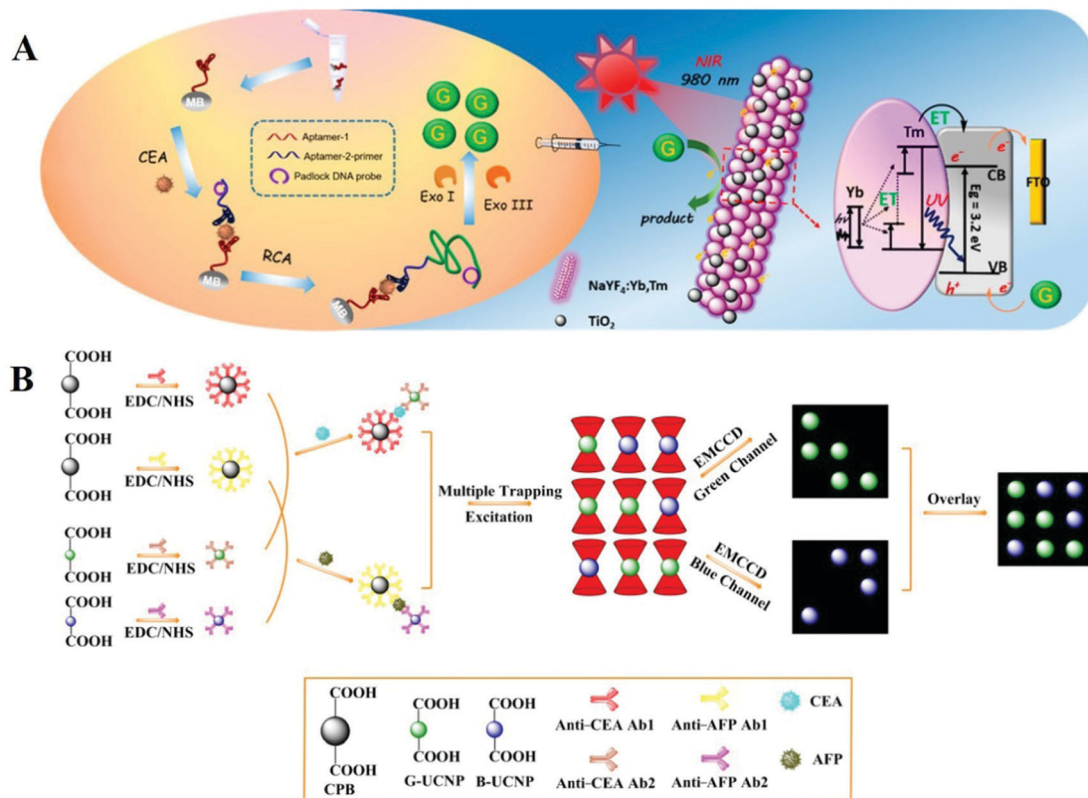 A
MB
CEA
MB
RCA
MB
Aptamer-1
Aptamer-2-primer
Padlock DNA probe
G G
G G
Exo I
Exo III
NIR
980 nm
G
product
NaYF4:Yb,Tm
TiO2
Yb
hν
ET
Tm
ET
UV
e-
e-
CB
Eg = 3.2 eV
VB
h+
e-
FTO
G
B
COOH
COOH
EDC/NHS
COOH
COOH
EDC/NHS
COOH
COOH
EDC/NHS
COOH
COOH
EDC/NHS
Multiple Trapping
Excitation
EMCCD
Green Channel
EMCCD
Blue Channel
Overlay
COOH
COOH
CPB
COOH
COOH
G-UCNP
COOH
COOH
B-UCNP
Anti-CEA Ab1
Anti-AFP Ab1
CEA
Anti-CEA Ab2
Anti-AFP Ab2
AFP